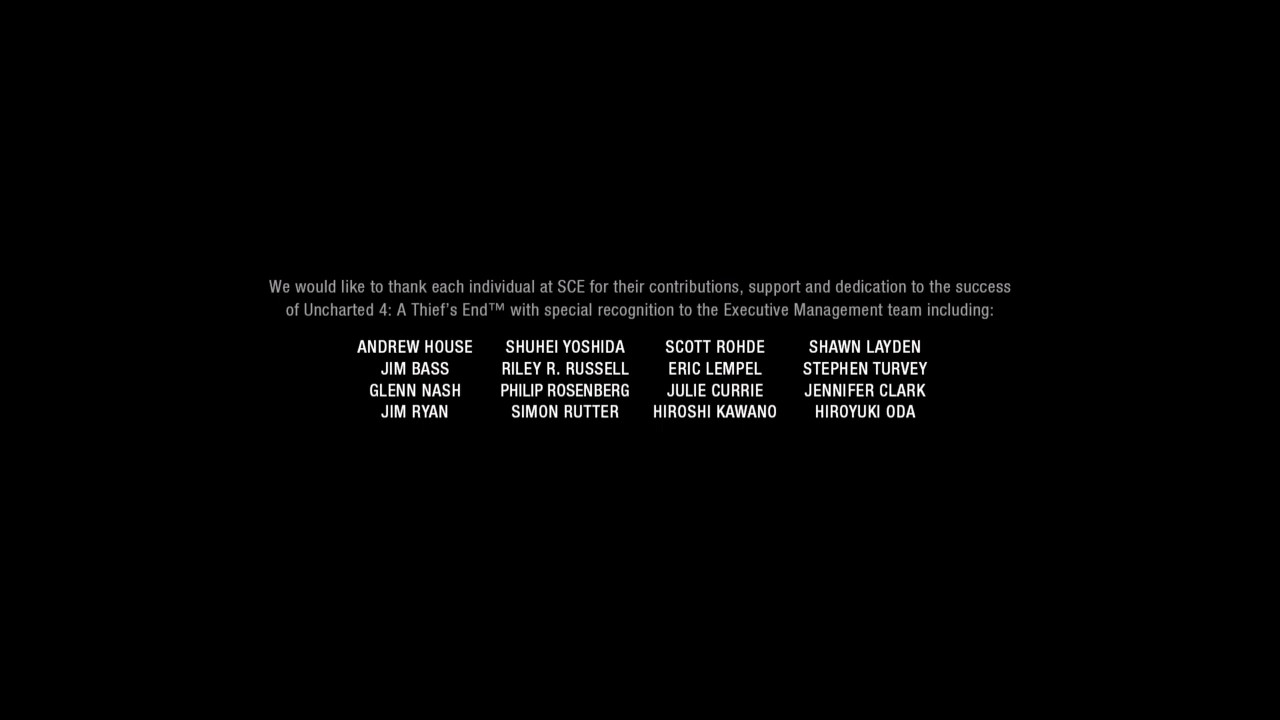 We would like to thank each individual at SCE for their contributions, support and dedication to the success
of Uncharted 4: A Thief's End™ with special recognition to the Executive Management team including:
ANDREW HOUSE SHUHEI YOSHIDA SCOTT ROHDE SHAWN LAYDEN
JIM BASS RILEY R. RUSSELL ERIC LEMPEL STEPHEN TURVEY
GLENN NASH PHILIP ROSENBERG JULIE CURRIE JENNIFER CLARK
JIM RYAN SIMON RUTTER HIROSHI KAWANO HIROYUKI ODA